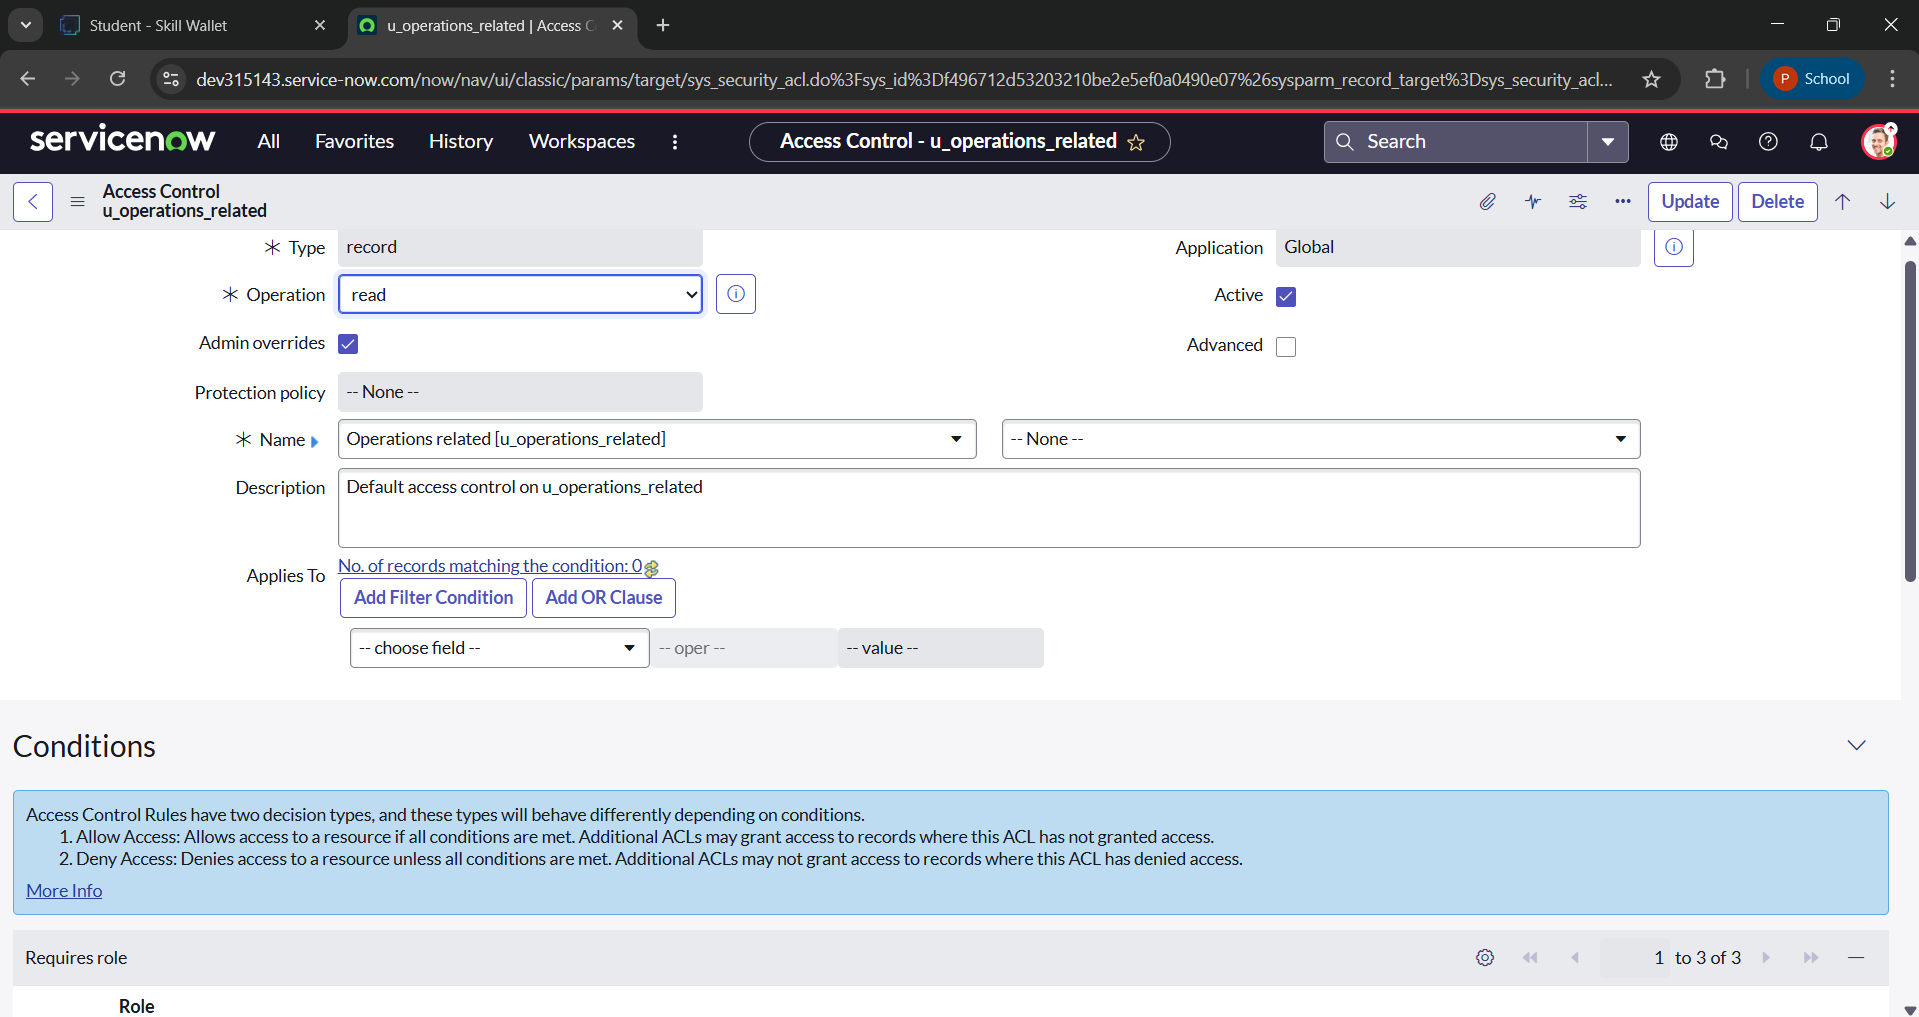 Student - Skill Wallet
u_operations_related | Access C
dev315143.service-now.com/now/nav/ui/classic/params/target/sys_security_acl.do%3Fsys_id%3Df496712d53203210be2e5ef0a0490e07%26sysparm_record_target%3Dsys_security_acl...
P School
servicenow All Favorites History Workspaces
Access Control - u_operations_related
Search
Access Control
u_operations_related
Update Delete
Type record
Application Global
Operation read
Active
Admin overrides
Advanced
Protection policy -- None --
Name Operations related [u_operations_related] -- None --
Description Default access control on u_operations_related
Applies To No. of records matching the condition: 0
Add Filter Condition Add OR Clause
-- choose field -- -- oper -- -- value --
Conditions
Access Control Rules have two decision types, and these types will behave differently depending on conditions.
1. Allow Access: Allows access to a resource if all conditions are met. Additional ACLs may grant access to records where this ACL has not granted access.
2. Deny Access: Denies access to a resource unless all conditions are met. Additional ACLs may not grant access to records where this ACL has denied access.
More Info
Requires role 1 to 3 of 3
Role